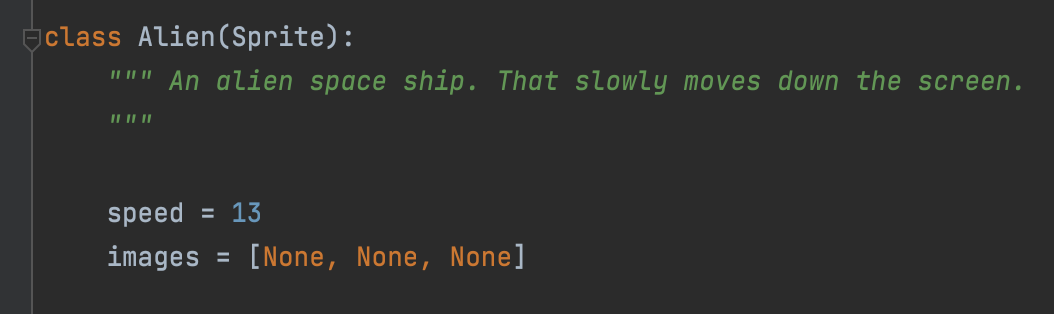 class Alien(Sprite):
    """ An alien space ship. That slowly moves down the screen.
    """
    speed = 13
    images = [None, None, None]